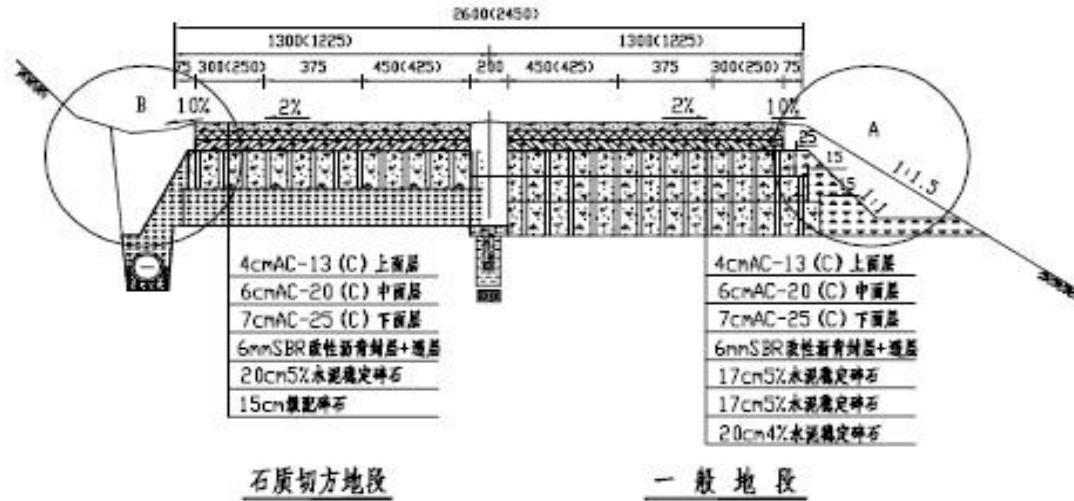 2600(2450)
1300(1225) 1300(1225)
75 300(250) 375 450(425) 200 450(425) 375 300(250) 75
B 10% 2% 2% 10% A
25
15
15
1:1.5
1:1
4cmAC-13(C)上面层
6cmAC-20(C)中面层
7cmAC-25(C)下面层
6mmSBR改性沥青封层+透层
20cm5%水泥稳定碎石
15cm级配碎石
4cmAC-13(C)上面层
6cmAC-20(C)中面层
7cmAC-25(C)下面层
6mmSBR改性沥青封层+透层
17cm5%水泥稳定碎石
17cm5%水泥稳定碎石
20cm4%水泥稳定碎石
石质切方地段
一般地段